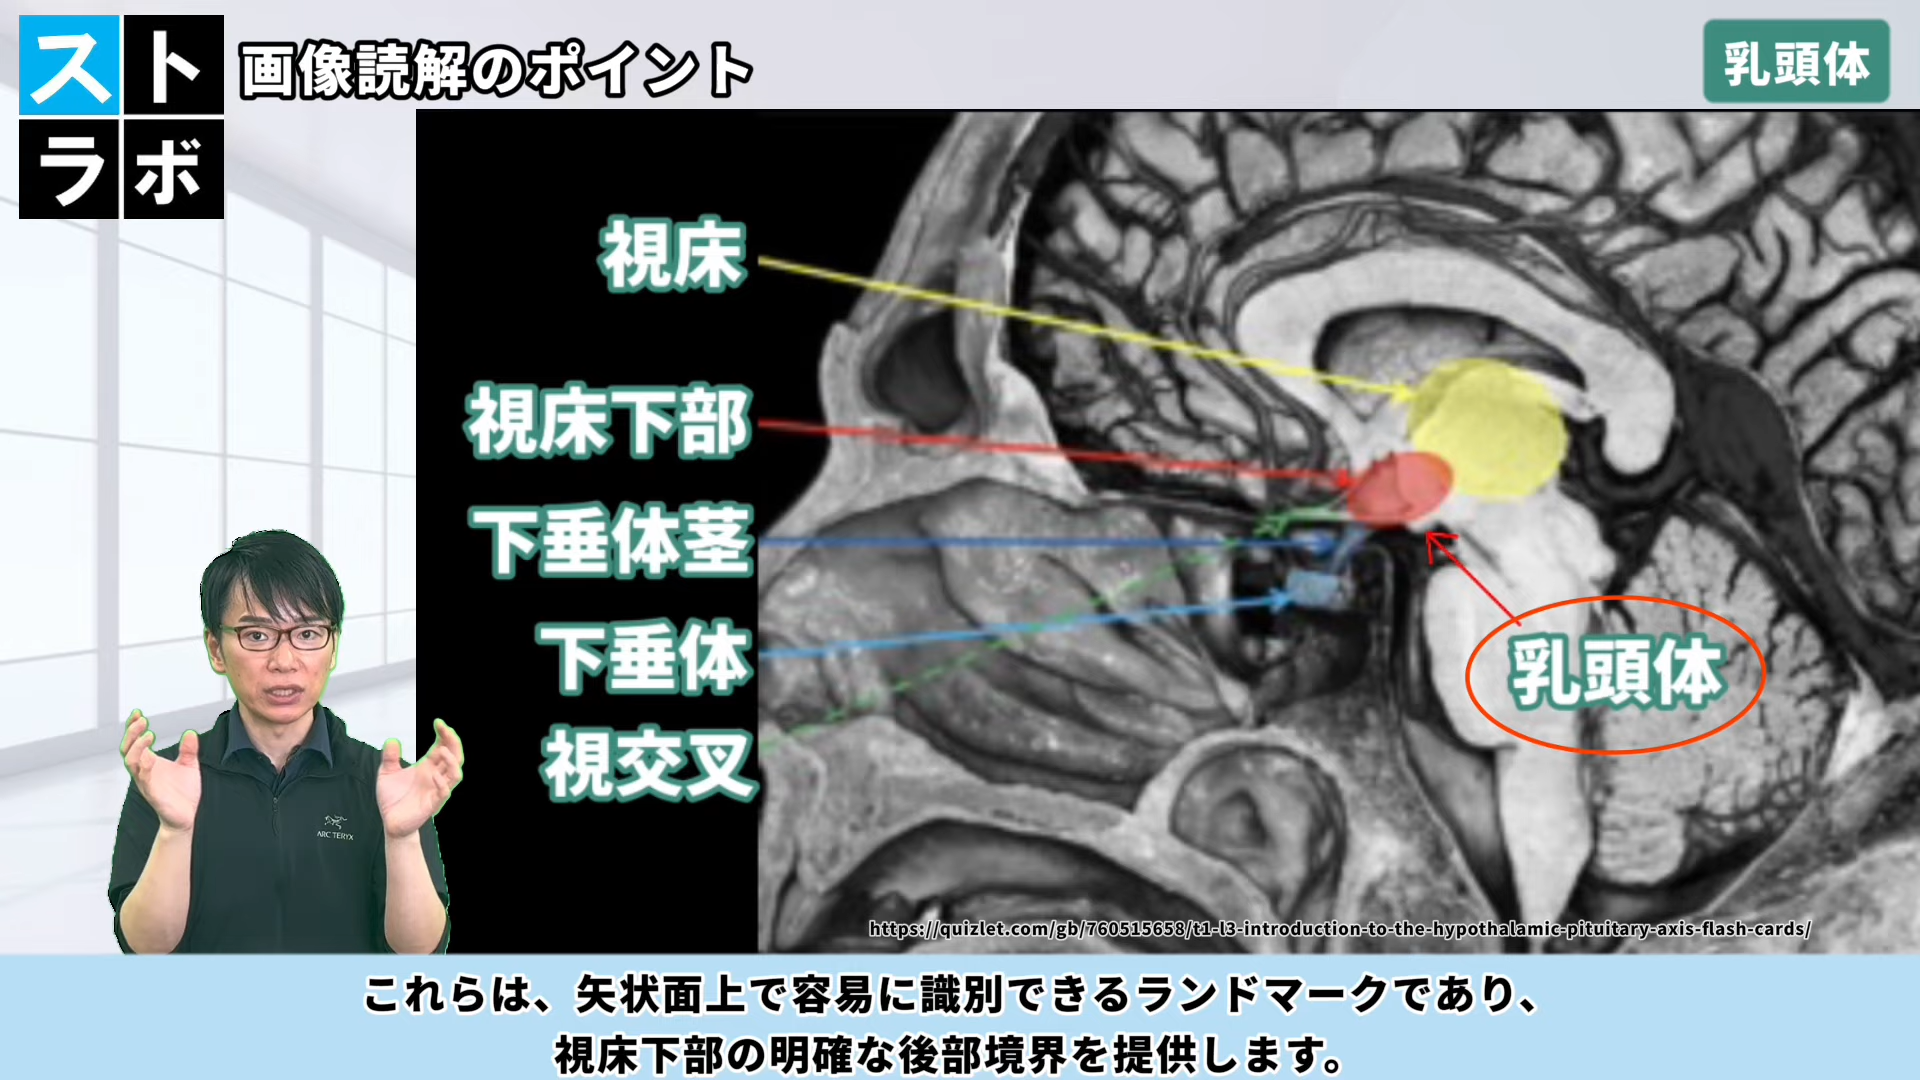 スト
ラボ
画像読解のポイント
乳頭体
視床
視床下部
下垂体茎
下垂体
視交叉
乳頭体
ARC'TERYX
https://quizlet.com/gb/760515658/t1-l3-introduction-to-the-hypothalamic-pituitary-axis-flash-cards/
これらは、矢状面上で容易に識別できるランドマークであり、
視床下部の明確な後部境界を提供します。